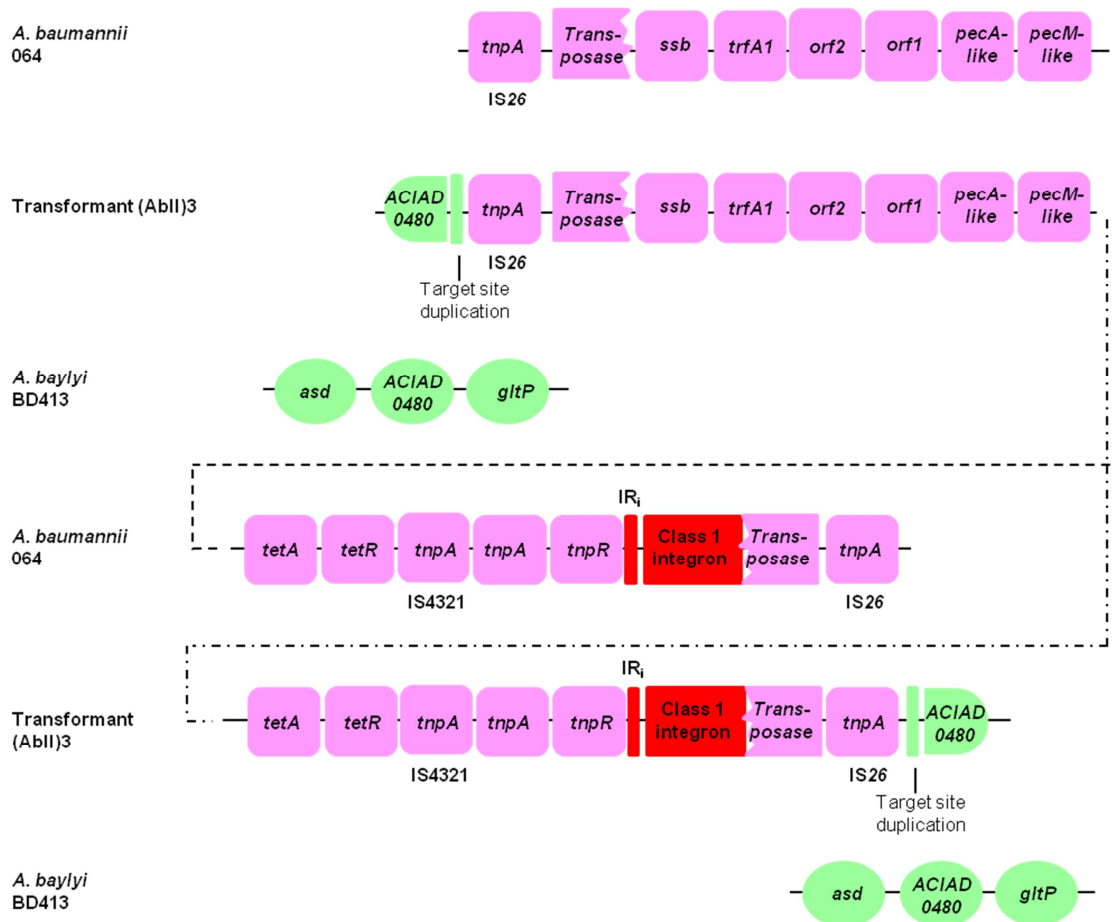 A. baumannii
064
tnpA
Trans-
posase
ssb
trfA1
orf2
orf1
pecA-
like
pecM-
like
IS26
Transformant (AbII)3
ACIAD
0480
tnpA
Trans-
posase
ssb
trfA1
orf2
orf1
pecA-
like
pecM-
like
IS26
Target site
duplication
A. baylyi
BD413
asd
ACIAD
0480
gltP
A. baumannii
064
IRi
tetA
tetR
tnpA
tnpA
tnpR
Class 1
integron
Trans-
posase
tnpA
IS4321
IS26
Transformant
(AbII)3
IRi
tetA
tetR
tnpA
tnpA
tnpR
Class 1
integron
Trans-
posase
tnpA
ACIAD
0480
IS4321
IS26
Target site
duplication
A. baylyi
BD413
asd
ACIAD
0480
gltP